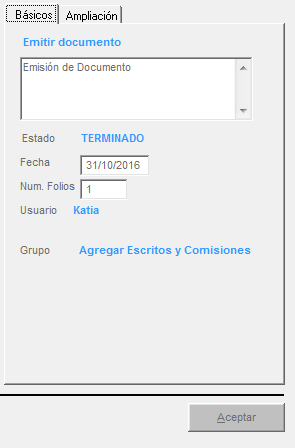 Básicos Ampliación
Emitir documento
Emisión de Documento
Estado TERMINADO
Fecha 31/10/2016
Num. Folios 1
Usuario Katia
Grupo Agregar Escritos y Comisiones
Aceptar